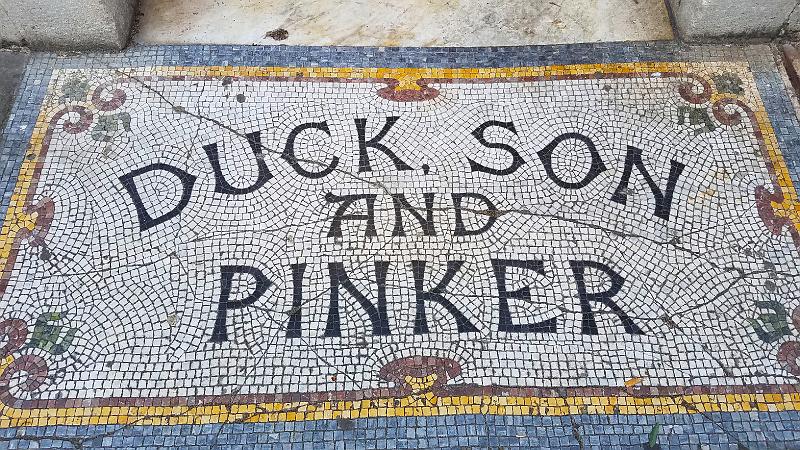 DUCK, SON
AND
PINKER